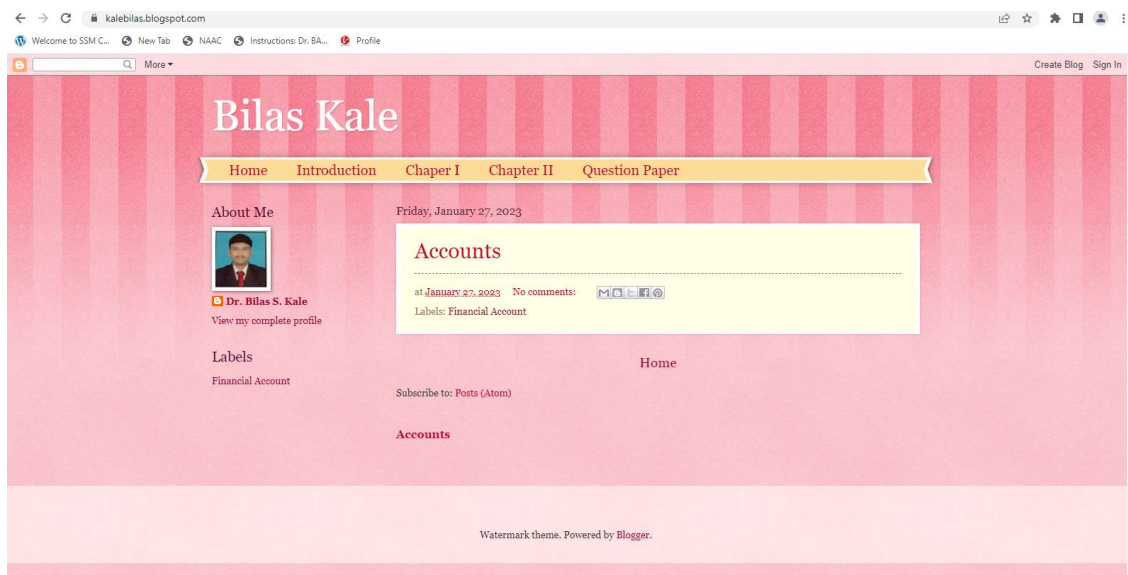 kalebilas.blogspot.com
Welcome to SSM C... New Tab NAAC Instructions: Dr. BA... Profile
More Create Blog Sign In
Bilas Kale
Home Introduction Chaper I Chapter II Question Paper
About Me
Dr. Bilas S. Kale
View my complete profile
Labels
Financial Account
Friday, January 27, 2023
Accounts
at January 27, 2023 No comments:
Labels: Financial Account
Home
Subscribe to: Posts (Atom)
Accounts
Watermark theme. Powered by Blogger.